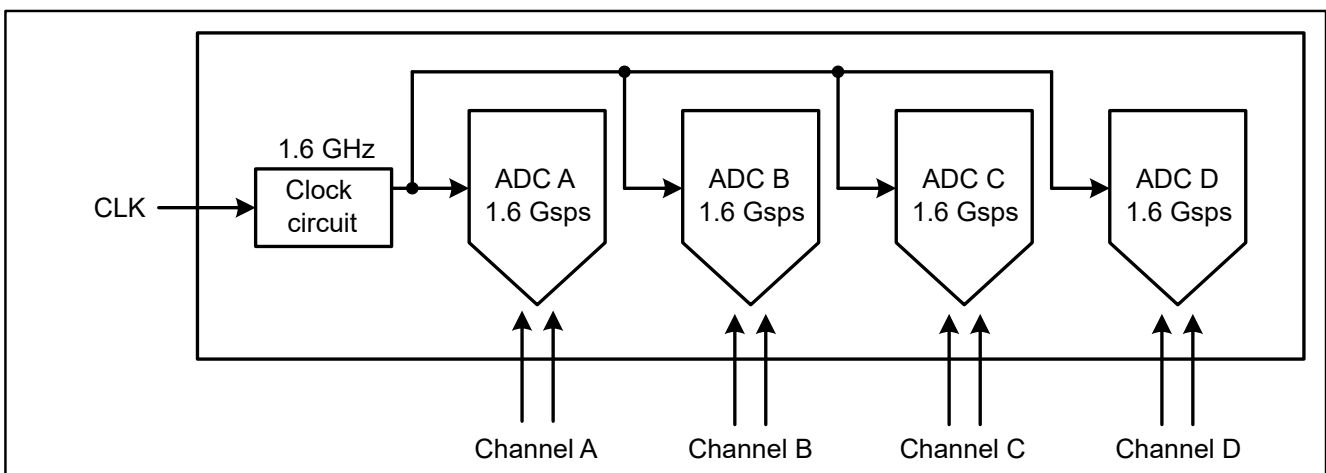 1.6 GHz
CLK
Clock
circuit
ADC A
1.6 Gsps
ADC B
1.6 Gsps
ADC C
1.6 Gsps
ADC D
1.6 Gsps
Channel A
Channel B
Channel C
Channel D